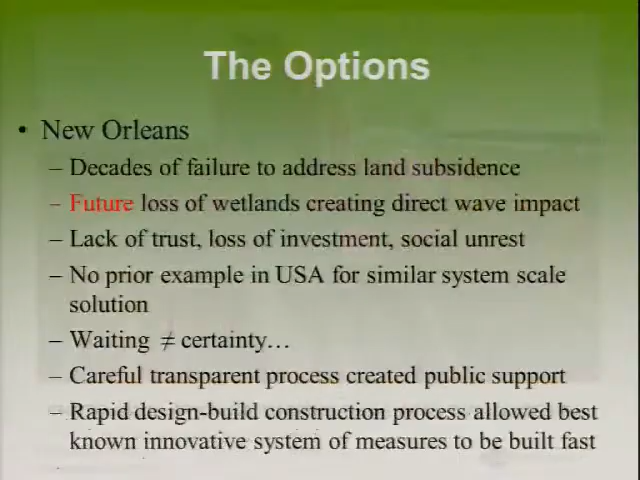 The Options
• New Orleans
– Decades of failure to address land subsidence
– Future loss of wetlands creating direct wave impact
– Lack of trust, loss of investment, social unrest
– No prior example in USA for similar system scale
solution
– Waiting ≠ certainty…
– Careful transparent process created public support
– Rapid design-build construction process allowed best
known innovative system of measures to be built fast